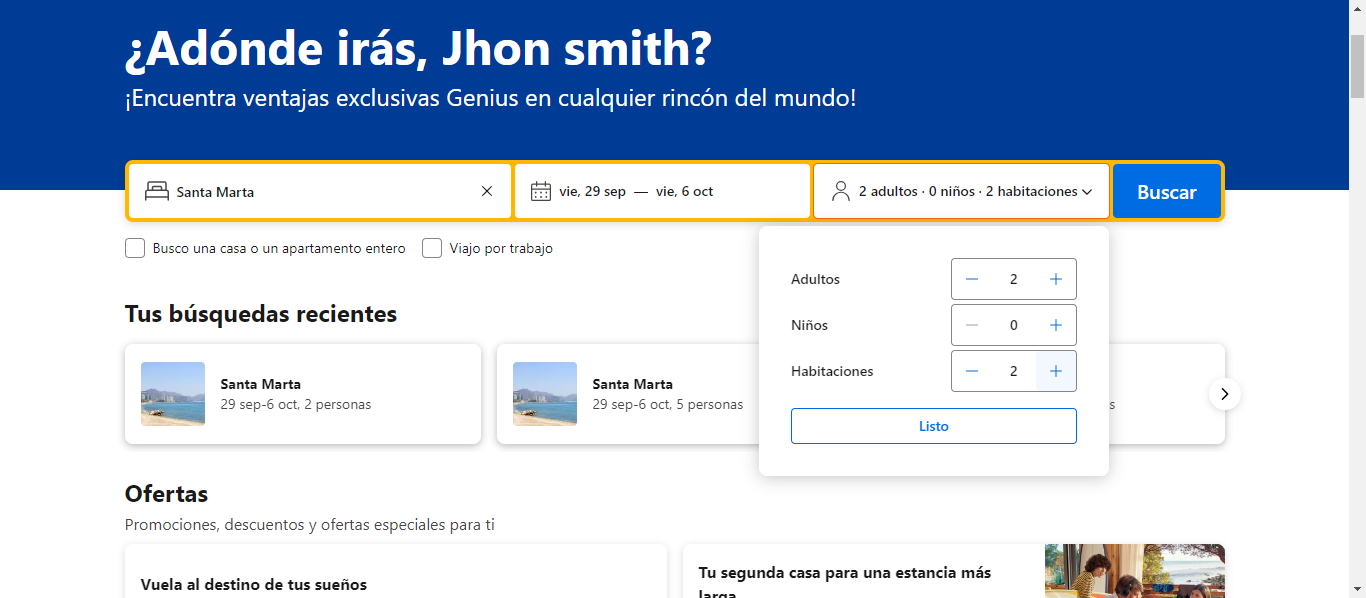 ¿Adónde irás, Jhon smith?
¡Encuentra ventajas exclusivas Genius en cualquier rincón del mundo!
Santa Marta
vie, 29 sep — vie, 6 oct
2 adultos · 0 niños · 2 habitaciones
Buscar
Busco una casa o un apartamento entero
Viajo por trabajo
Adultos
2
Niños
0
Habitaciones
2
Listo
Tus búsquedas recientes
Santa Marta
29 sep-6 oct, 2 personas
Santa Marta
29 sep-6 oct, 5 personas
Ofertas
Promociones, descuentos y ofertas especiales para ti
Vuela al destino de tus sueños
Tu segunda casa para una estancia más
larga